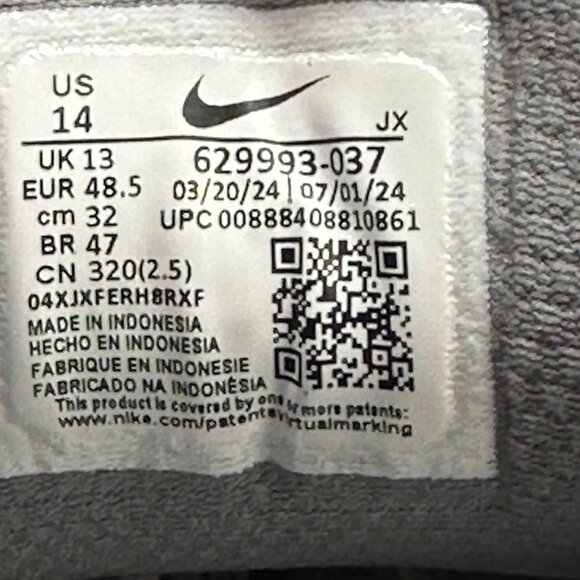 US
14
JX
UK 13
629993-037
EUR 48.5
03/20/24 | 07/01/24
cm 32
UPC 00888408810861
BR 47
CN 320(2.5)
04XJXFERH8RXF
MADE IN INDONESIA
HECHO EN INDONESIA
FABRIQUE EN INDONESIE
FABRICADO NA INDONÉSIA
This product is covered by one or more patents:
www.nike.com/patentsvirtualmarking